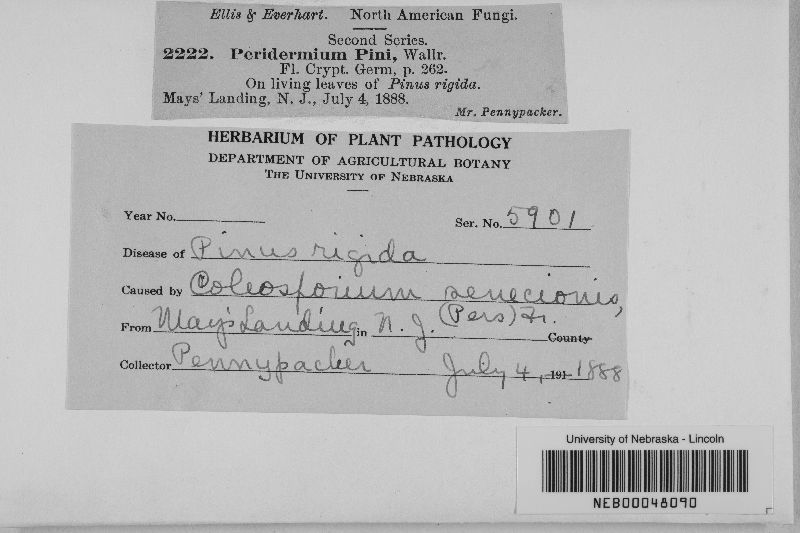 Ellis & Everhart. North American Fungi.
Second Series.
2222. Peridermium Pini, Wallr.
Fl. Crypt. Germ, p. 262.
On living leaves of Pinus rigida.
Mays' Landing, N. J., July 4, 1888.
Mr. Pennypacker.
HERBARIUM OF PLANT PATHOLOGY
DEPARTMENT OF AGRICULTURAL BOTANY
THE UNIVERSITY OF NEBRASKA
Year No.
Ser. No. 5901
Disease of Pinus rigida
Caused by Coleosporium senecionis,
(Pers) Fr.
From May's Landing in N. J. County
Collector Pennypacker July 4, 191 1888
University of Nebraska - Lincoln
NEB00048090